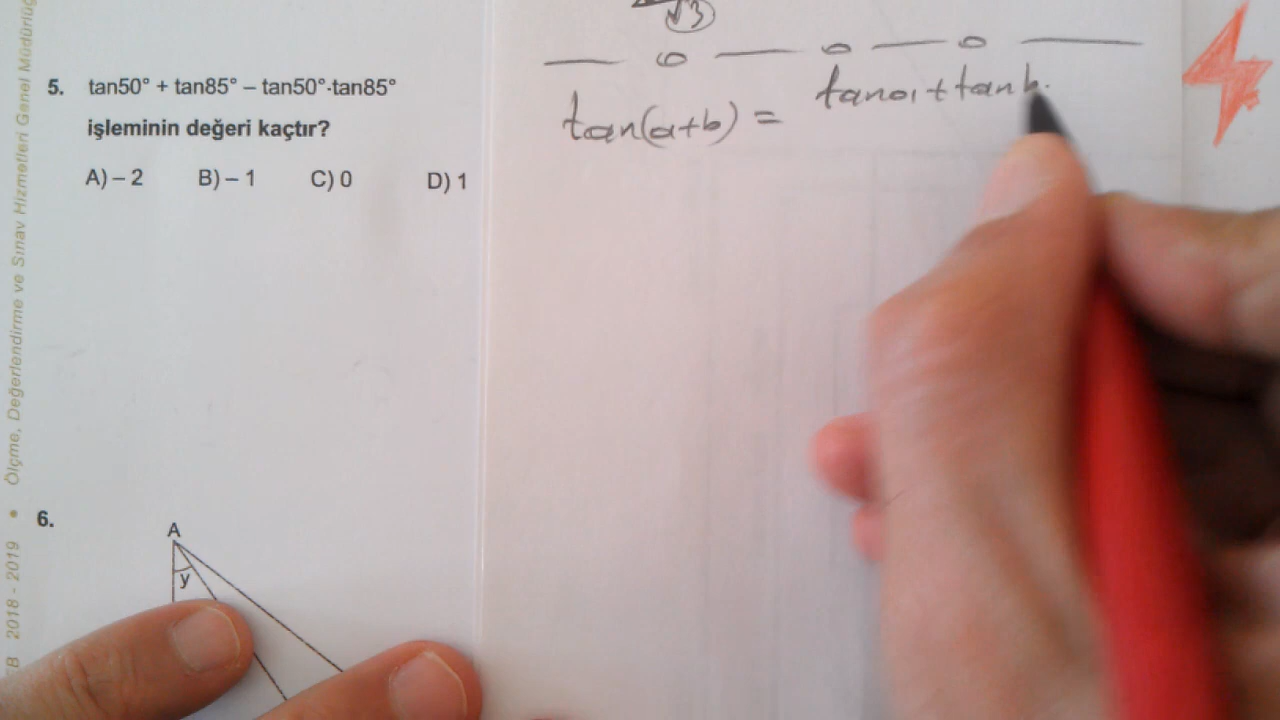 5. tan50° + tan85° – tan50°·tan85°
işleminin değeri kaçtır?
A) – 2 B) – 1 C) 0 D) 1
6.
A
y
√3
tan(a+b) = tana + tanb
2018 - 2019 • Ölçme, Değerlendirme ve Sınav Hizmetleri Genel